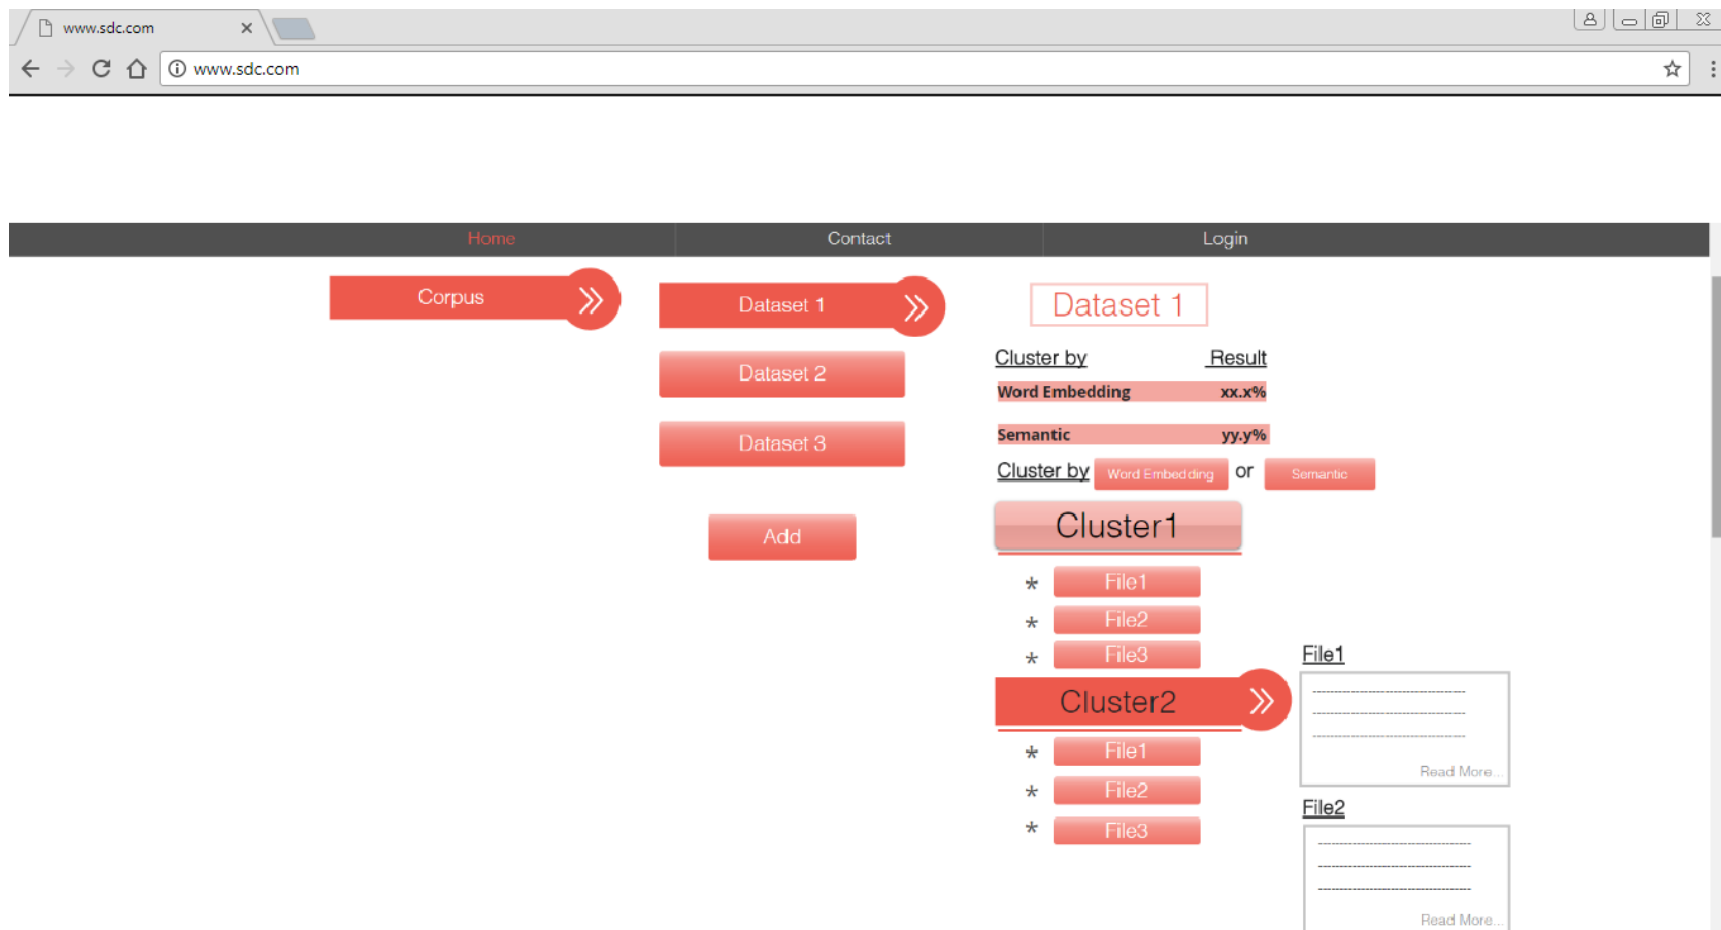 www.sdc.com
www.sdc.com
Home Contact Login
Corpus
Dataset 1
Dataset 2
Dataset 3
Add
Dataset 1
Cluster by Result
Word Embedding xx.x%
Semantic yy.y%
Cluster by Word Embedding or Semantic
Cluster1
* File1
* File2
* File3
Cluster2
* File1
* File2
* File3
File1
Read More...
File2
Read More...